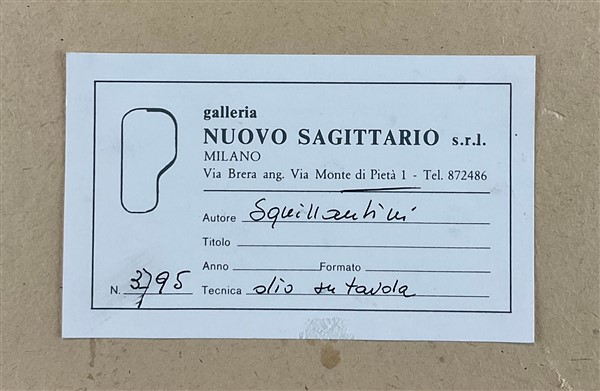 galleria
NUOVO SAGITTARIO s.r.l.
MILANO
Via Brera ang. Via Monte di Pietà 1 - Tel. 872486
Autore Squillantini
Titolo
Anno Formato
N. 3795 Tecnica olio su tavola